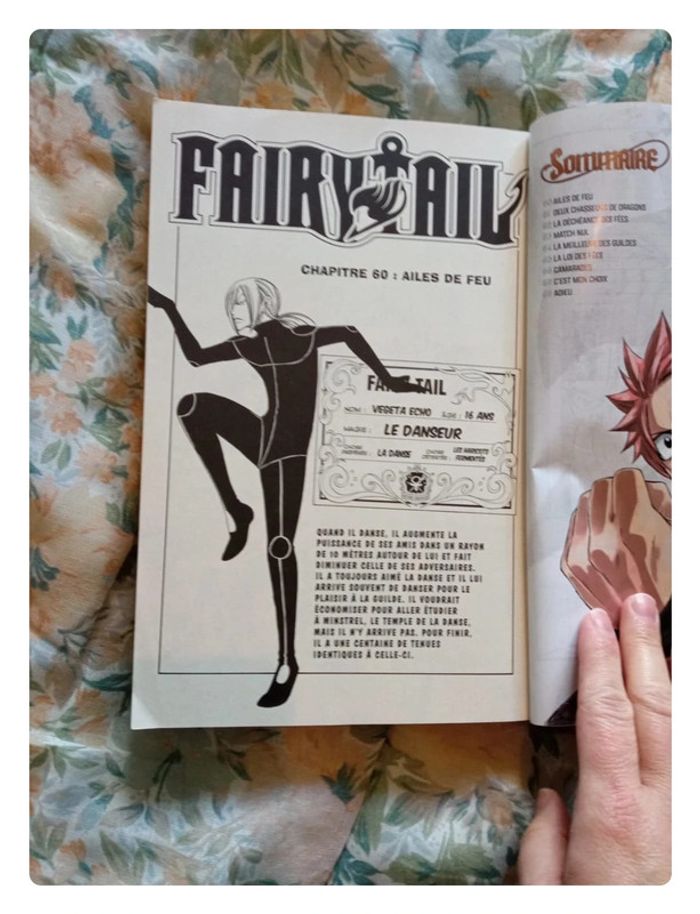 FAIRY TAIL
CHAPITRE 60 : AILES DE FEU
FAIRY TAIL
NOM : VEGETA ECHO ÂGE : 16 ANS
MAGIE : LE DANSEUR
CHOSE PRÉFÉRÉE : LA DANSE CHOSE DÉTESTÉE : LES HARICOTS FERMENTÉS
QUAND IL DANSE, IL AUGMENTE LA
PUISSANCE DE SES AMIS DANS UN RAYON
DE 10 MÈTRES AUTOUR DE LUI ET FAIT
DIMINUER CELLE DE SES ADVERSAIRES.
IL A TOUJOURS AIMÉ LA DANSE ET IL LUI
ARRIVE SOUVENT DE DANSER POUR LE
PLAISIR À LA GUILDE. IL VOUDRAIT
ÉCONOMISER POUR ALLER ÉTUDIER
À MINSTREL, LE TEMPLE DE LA DANSE,
MAIS IL N'Y ARRIVE PAS. POUR FINIR,
IL A UNE CENTAINE DE TENUES
IDENTIQUES À CELLE-CI.
SOMMAIRE
AILES DE FEU
DEUX CHASSEURS DE DRAGONS
LA DÉCHÉANCE DES FÉES
MATCH NUL
LA MEILLEURE DES GUILDES
LA LOI DES FÉES
CAMARADES
C'EST MON CHOIX
ADIEU